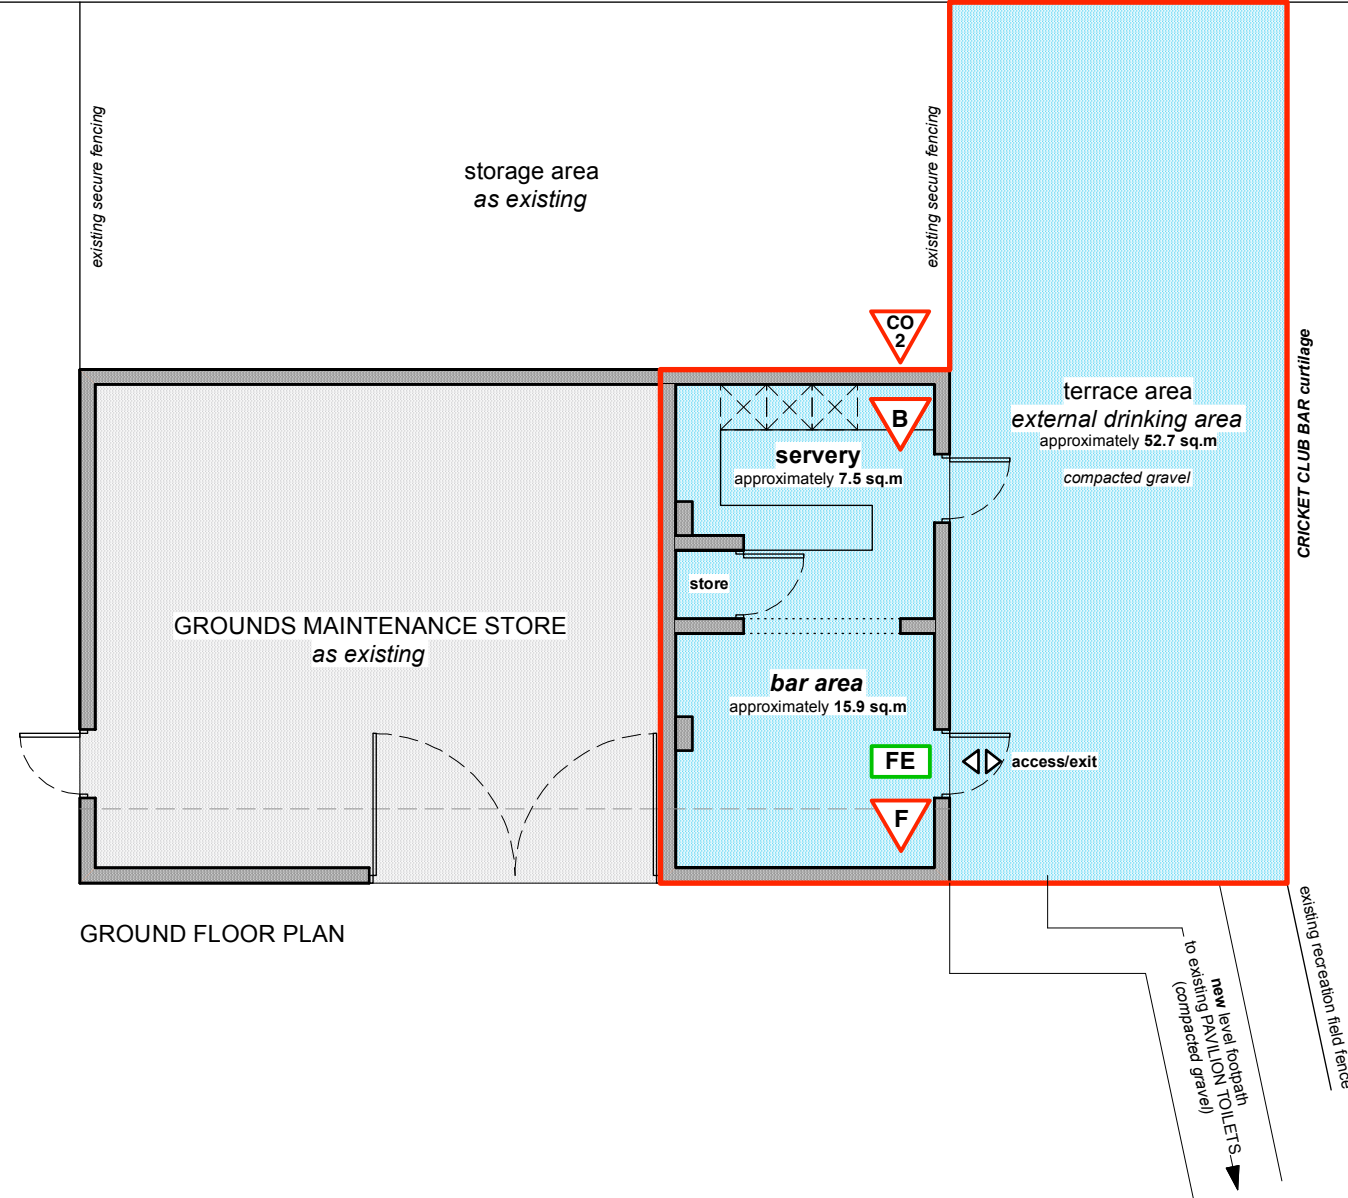 existing secure fencing
storage area
as existing
existing secure fencing
CO
2
B
servery
approximately 7.5 sq.m
terrace area
external drinking area
approximately 52.7 sq.m
compacted gravel
CRICKET CLUB BAR curtilage
store
GROUNDS MAINTENANCE STORE
as existing
bar area
approximately 15.9 sq.m
FE
access/exit
F
GROUND FLOOR PLAN
existing recreation field fence
new level footpath
to existing PAVILION TOILETS
(compacted gravel)